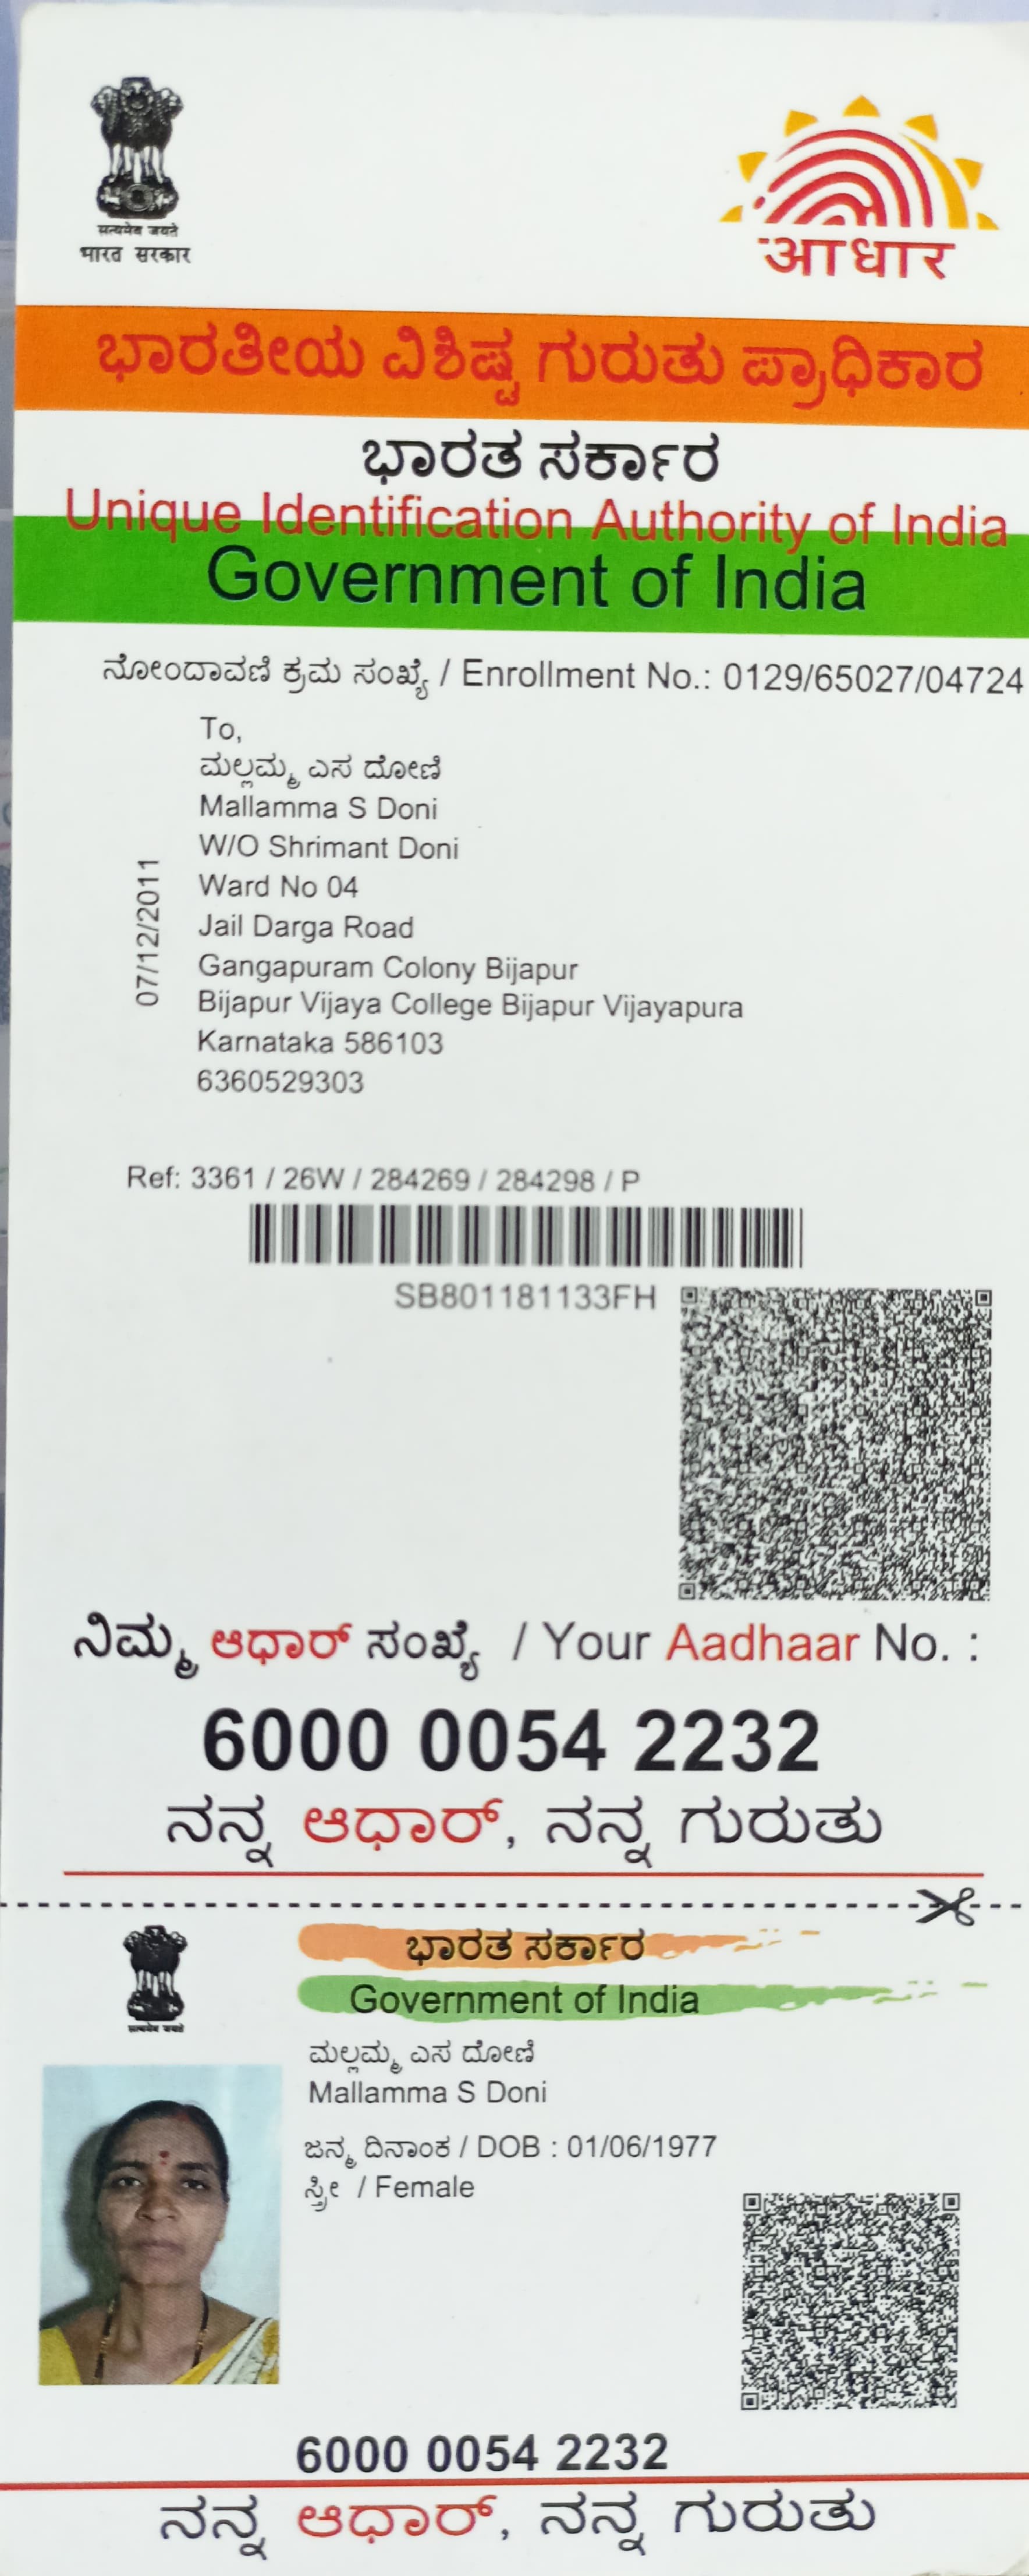 सत्यमेव जयते
भारत सरकार
आधार
ಭಾರತೀಯ ವಿಶಿಷ್ಟ ಗುರುತು ಪ್ರಾಧಿಕಾರ
ಭಾರತ ಸರ್ಕಾರ
Unique Identification Authority of India
Government of India
ನೋಂದಾವಣಿ ಕ್ರಮ ಸಂಖ್ಯೆ / Enrollment No.: 0129/65027/04724
07/12/2011
To,
ಮಲ್ಲಮ್ಮ ಎಸ ದೋಣಿ
Mallamma S Doni
W/O Shrimant Doni
Ward No 04
Jail Darga Road
Gangapuram Colony Bijapur
Bijapur Vijaya College Bijapur Vijayapura
Karnataka 586103
6360529303
Ref: 3361 / 26W / 284269 / 284298 / P
SB801181133FH
ನಿಮ್ಮ ಆಧಾರ್ ಸಂಖ್ಯೆ / Your Aadhaar No. :
6000 0054 2232
ನನ್ನ ಆಧಾರ್, ನನ್ನ ಗುರುತು
ಭಾರತ ಸರ್ಕಾರ
Government of India
सत्यमेव जयते
ಮಲ್ಲಮ್ಮ ಎಸ ದೋಣಿ
Mallamma S Doni
ಜನ್ಮ ದಿನಾಂಕ / DOB : 01/06/1977
ಸ್ತ್ರೀ / Female
6000 0054 2232
ನನ್ನ ಆಧಾರ್, ನನ್ನ ಗುರುತು